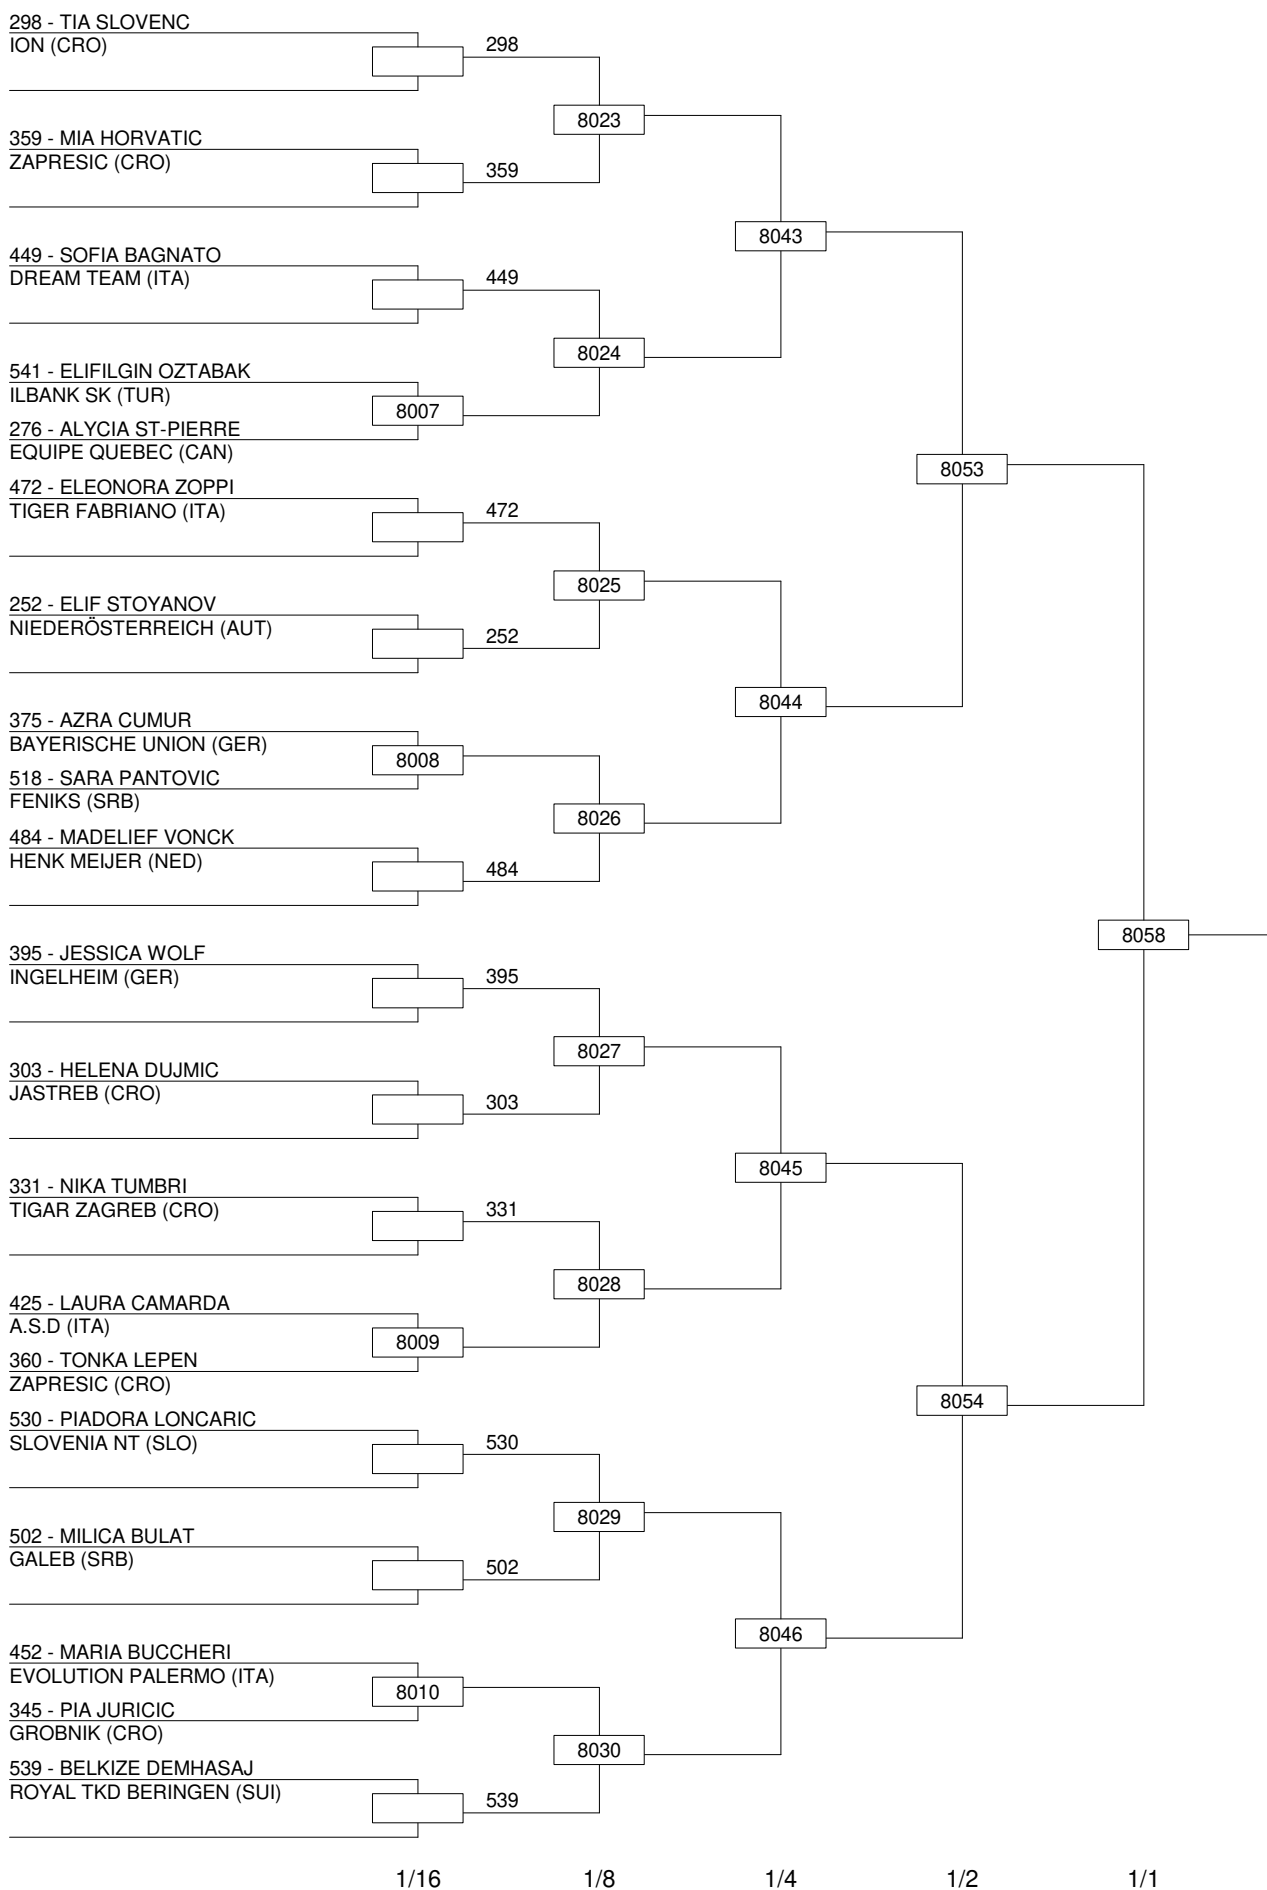 298 - TIA SLOVENC
ION (CRO)
298
8023
359 - MIA HORVATIC
ZAPRESIC (CRO)
359
8043
449 - SOFIA BAGNATO
DREAM TEAM (ITA)
449
8024
541 - ELIFILGIN OZTABAK
ILBANK SK (TUR)
8007
276 - ALYCIA ST-PIERRE
EQUIPE QUEBEC (CAN)
8053
472 - ELEONORA ZOPPI
TIGER FABRIANO (ITA)
472
8025
252 - ELIF STOYANOV
NIEDERÖSTERREICH (AUT)
252
8044
375 - AZRA CUMUR
BAYERISCHE UNION (GER)
8008
518 - SARA PANTOVIC
FENIKS (SRB)
8026
484 - MADELIEF VONCK
HENK MEIJER (NED)
484
8058
395 - JESSICA WOLF
INGELHEIM (GER)
395
8027
303 - HELENA DUJMIC
JASTREB (CRO)
303
8045
331 - NIKA TUMBRI
TIGAR ZAGREB (CRO)
331
8028
425 - LAURA CAMARDA
A.S.D (ITA)
8009
360 - TONKA LEPEN
ZAPRESIC (CRO)
8054
530 - PIADORA LONCARIC
SLOVENIA NT (SLO)
530
8029
502 - MILICA BULAT
GALEB (SRB)
502
8046
452 - MARIA BUCCHERI
EVOLUTION PALERMO (ITA)
8010
345 - PIA JURICIC
GROBNIK (CRO)
8030
539 - BELKIZE DEMHASAJ
ROYAL TKD BERINGEN (SUI)
539
1/16 1/8 1/4 1/2 1/1